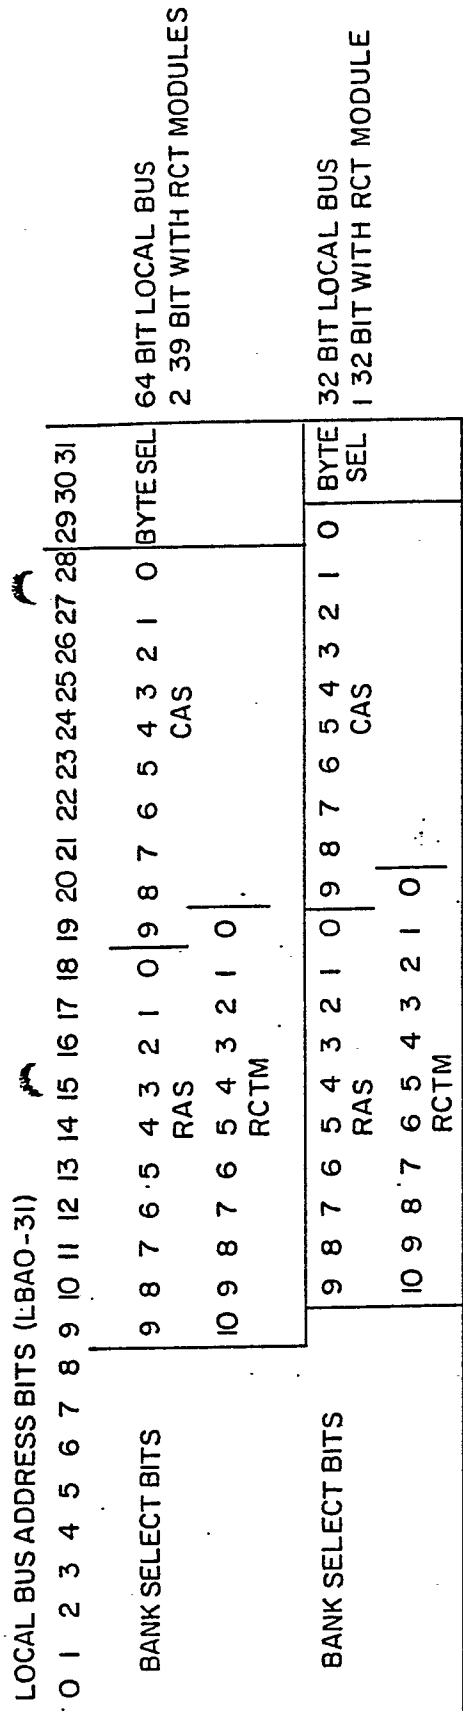 LOCAL BUS ADDRESS BITS (LBA0-31)
0 1 2 3 4 5 6 7 8 9 10 11 12 13 14 15 16 17 18 19 20 21 22 23 24 25 26 27 28 29 30 31
BANK SELECT BITS 9 8 7 6 5 4 3 2 1 0 9 8 7 6 5 4 3 2 1 0 BYTE SEL 64 BIT LOCAL BUS
RAS CAS 2 39 BIT WITH RCT MODULES
10 9 8 7 6 5 4 3 2 1 0
RCTM
BANK SELECT BITS 9 8 7 6 5 4 3 2 1 0 9 8 7 6 5 4 3 2 1 0 BYTE 32 BIT LOCAL BUS
RAS CAS SEL 1 32 BIT WITH RCT MODULE
10 9 8 7 6 5 4 3 2 1 0
RCTM